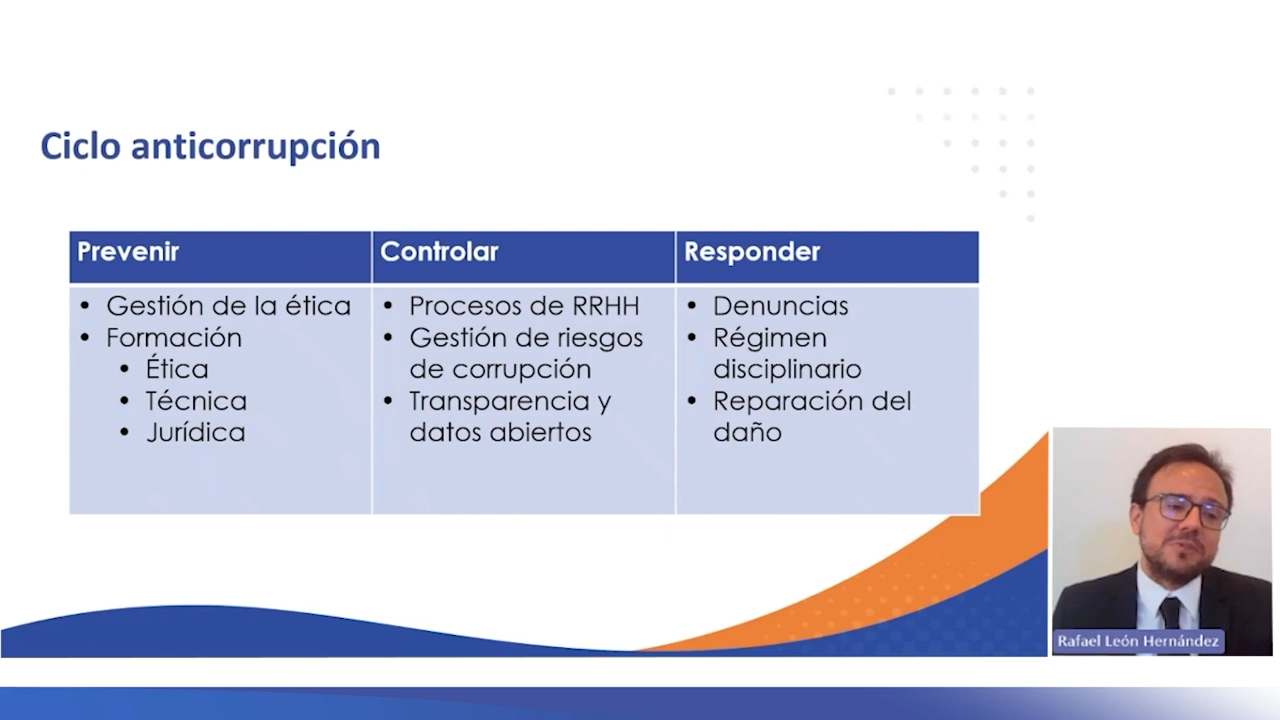 Ciclo anticorrupción
Prevenir
• Gestión de la ética
• Formación
• Ética
• Técnica
• Jurídica
Controlar
• Procesos de RRHH
• Gestión de riesgos
de corrupción
• Transparencia y
datos abiertos
Responder
• Denuncias
• Régimen
disciplinario
• Reparación del
daño
Rafael León Hernández